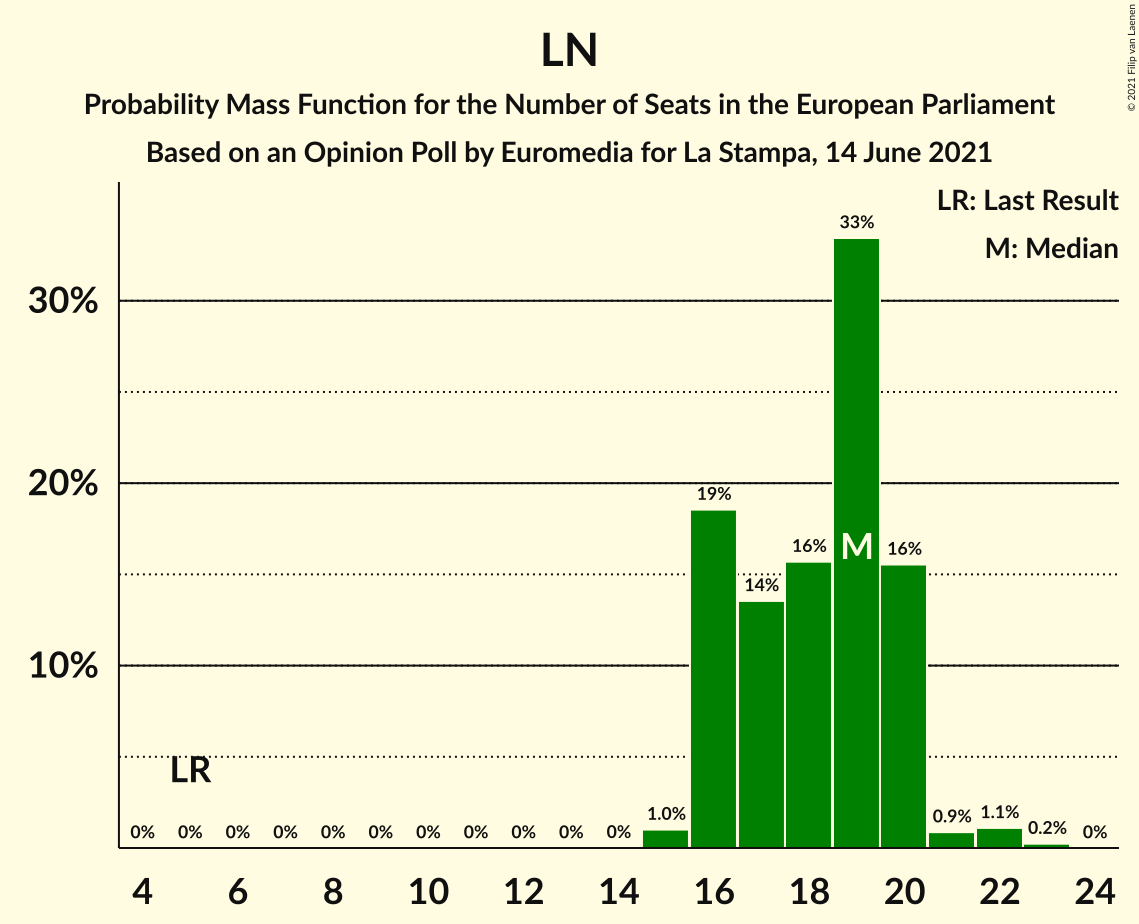 LN
Probability Mass Function for the Number of Seats in the European Parliament
Based on an Opinion Poll by Euromedia for La Stampa, 14 June 2021
© 2021 Filip van Laenen
LR: Last Result
M: Median
33%
30%
20%
19%
16%
M
16%
14%
10%
LR
0% 0% 0% 0% 0% 0% 0% 0% 0% 0% 0% 1.0% 0.9% 1.1% 0.2% 0%
4 6 8 10 12 14 16 18 20 22 24